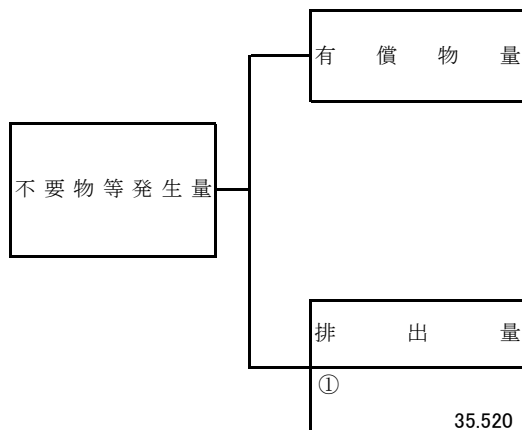 有償物量
不要物等発生量
排出量
①
35.520